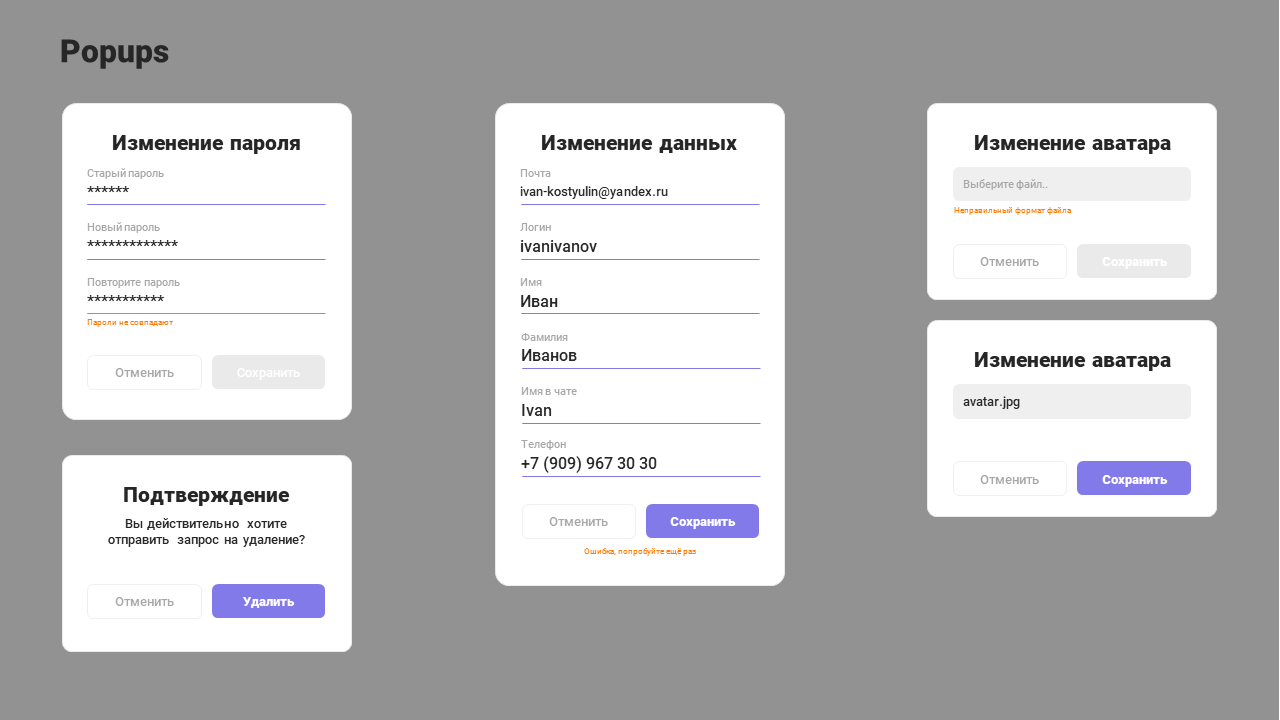 Popups
Изменение пароля
Старый пароль
******
Новый пароль
*************
Повторите пароль
***********
Пароли не совпадают
Отменить
Сохранить
Подтверждение
Вы действительно хотите
отправить запрос на удаление?
Отменить
Удалить
Изменение данных
Почта
ivan-kostyulin@yandex.ru
Логин
ivanivanov
Имя
Иван
Фамилия
Иванов
Имя в чате
Ivan
Телефон
+7 (909) 967 30 30
Отменить
Сохранить
Ошибка, попробуйте ещё раз
Изменение аватара
Выберите файл..
Неправильный формат файла
Отменить
Сохранить
Изменение аватара
avatar.jpg
Отменить
Сохранить